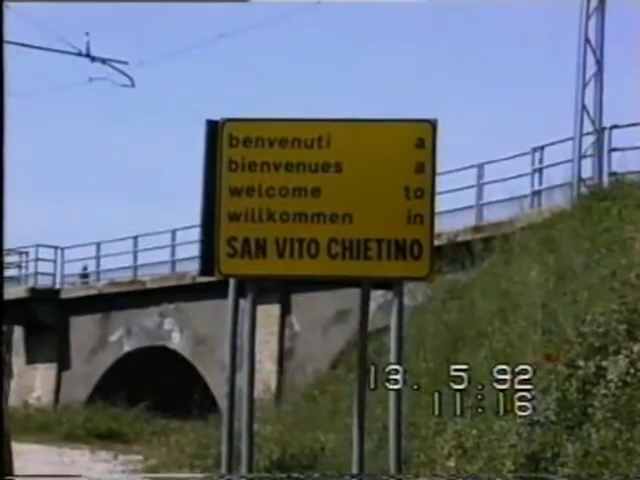 benvenuti a
bienvenues a
welcome to
willkommen in
SAN VITO CHIETINO
13. 5.92
11:16